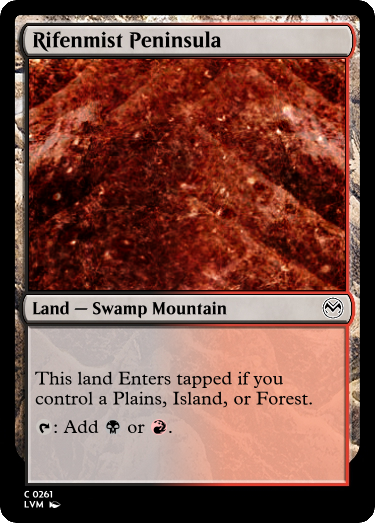 Rifenmist Peninsula
Land — Swamp Mountain
This land Enters tapped if you
control a Plains, Island, or Forest.
: Add or .
C 0261
LVM